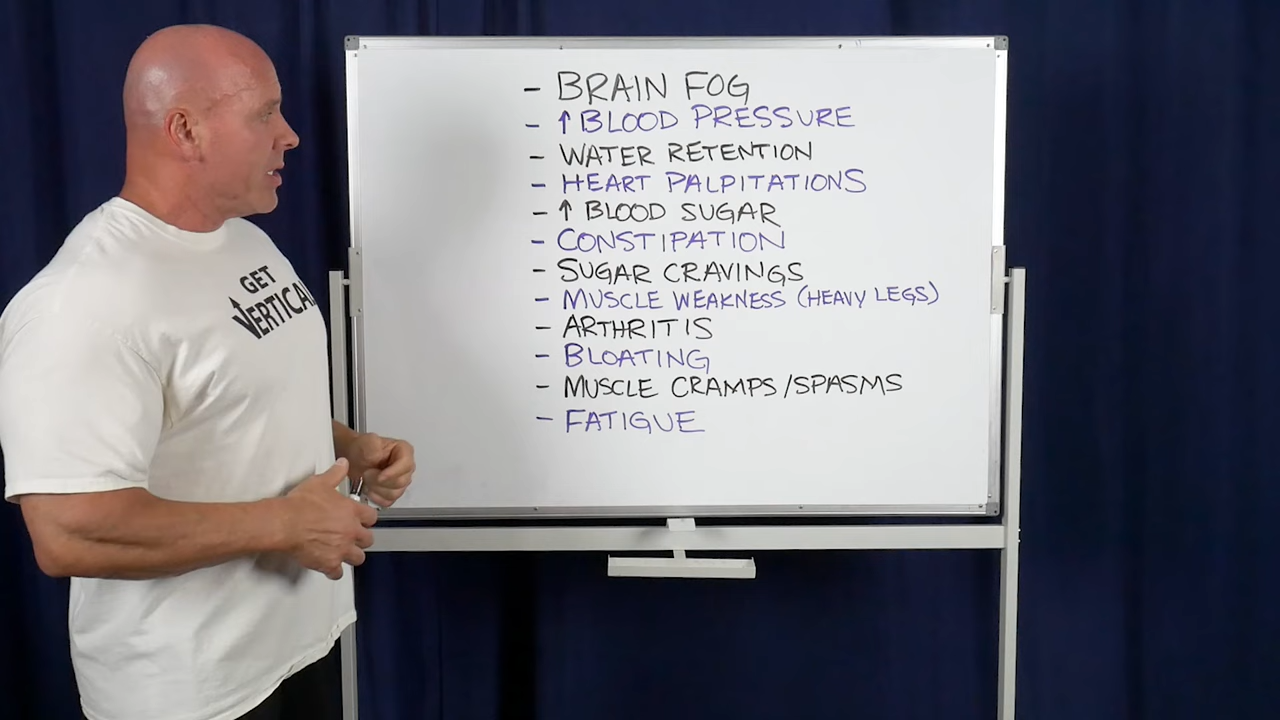 GET
VERTICAL
- BRAIN FOG
- ↑ BLOOD PRESSURE
- WATER RETENTION
- HEART PALPITATIONS
- ↑ BLOOD SUGAR
- CONSTIPATION
- SUGAR CRAVINGS
- MUSCLE WEAKNESS (HEAVY LEGS)
- ARTHRITIS
- BLOATING
- MUSCLE CRAMPS/SPASMS
- FATIGUE